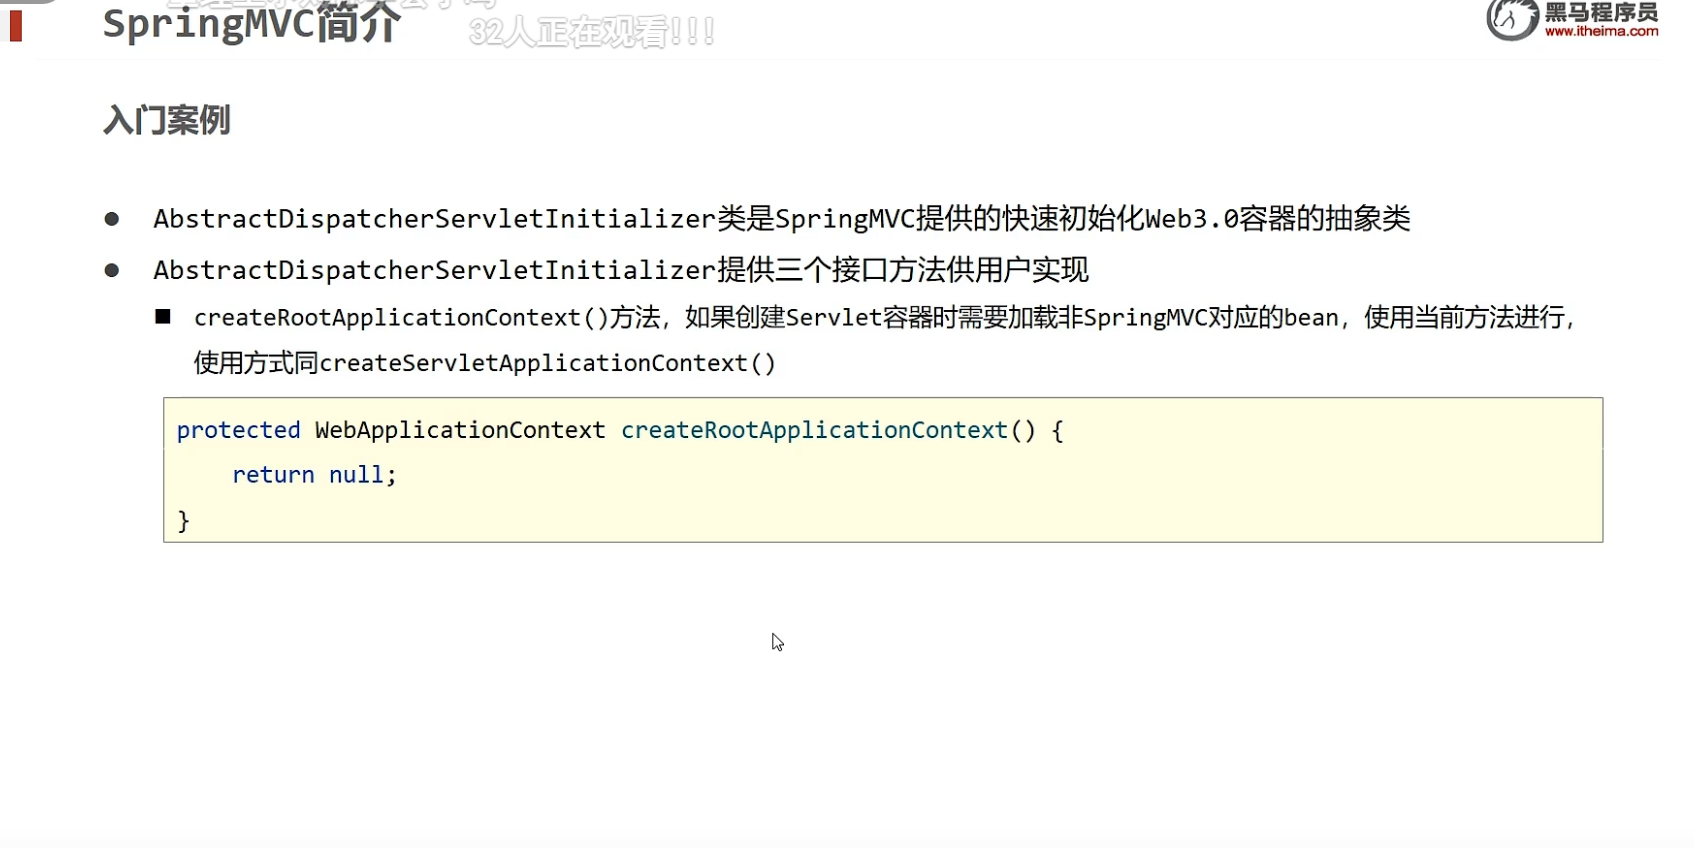 SpringMVC简介
32人正在观看!!!
黑马程序员
www.itheima.com
入门案例
● AbstractDispatcherServletInitializer类是SpringMVC提供的快速初始化Web3.0容器的抽象类
● AbstractDispatcherServletInitializer提供三个接口方法供用户实现
■ createRootApplicationContext()方法，如果创建Servlet容器时需要加载非SpringMVC对应的bean，使用当前方法进行，
使用方式同createServletApplicationContext()
protected WebApplicationContext createRootApplicationContext() {
    return null;
}